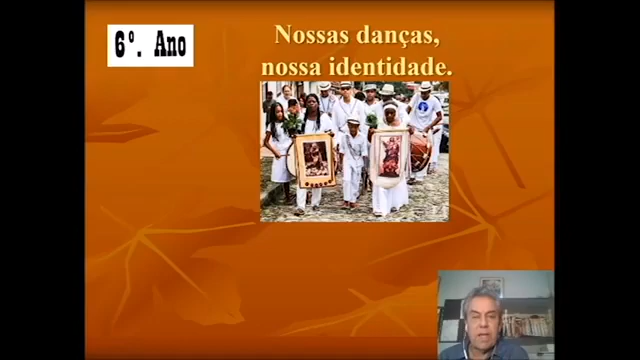 6º. Ano
Nossas danças,
nossa identidade.